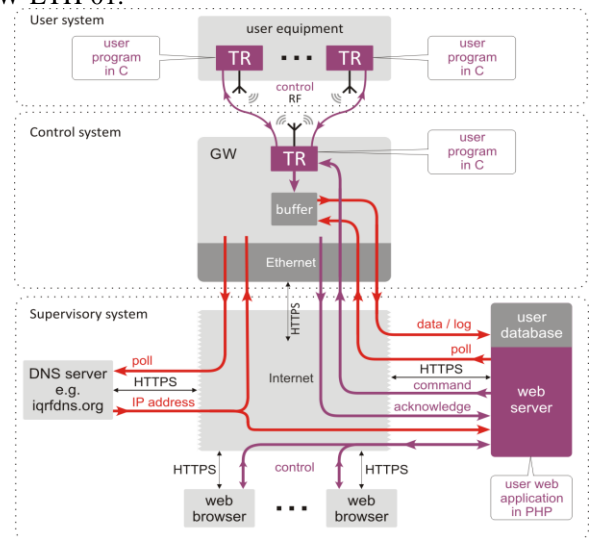 W-ETH-01.
User system
user equipment
user
program
in C
TR
TR
user
program
in C
control
RF
Control system
GW
TR
user
program
in C
buffer
Ethernet
HTTPS
Supervisory system
user
database
data / log
poll
poll
DNS server
e.g.
iqrfdns.org
HTTPS
Internet
HTTPS
web
server
command
IP address
acknowledge
HTTPS
control
HTTPS
web
browser
web
browser
user web
application
in PHP